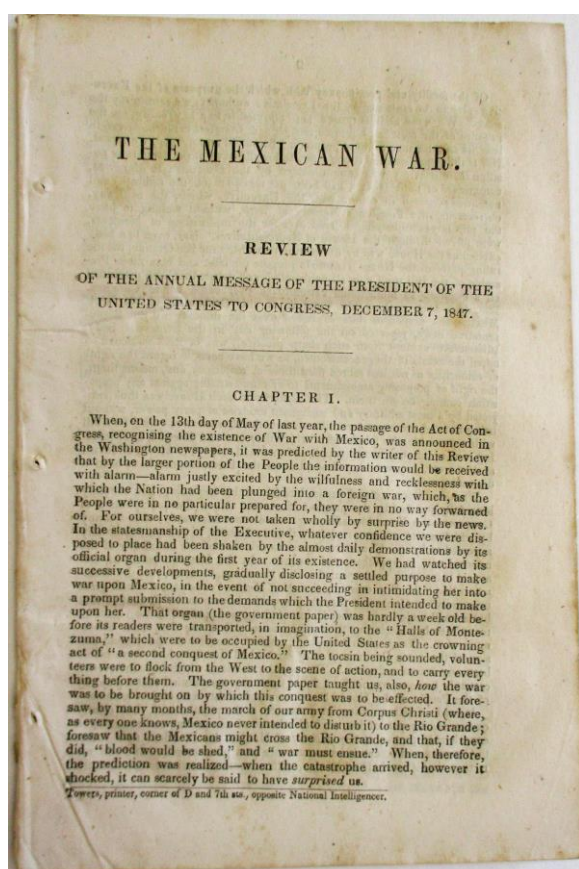 THE MEXICAN WAR.
REVIEW
OF THE ANNUAL MESSAGE OF THE PRESIDENT OF THE
UNITED STATES TO CONGRESS, DECEMBER 7, 1847.
CHAPTER I.
When, on the 13th day of May of last year, the passage of the Act of Con-
gress, recognising the existence of War with Mexico, was announced in
the Washington newspapers, it was predicted by the writer of this Review
that by the larger portion of the People the information would be received
with alarm—alarm justly excited by the wilfulness and recklessness with
which the Nation had been plunged into a foreign war, which, as the
People were in no particular prepared for, they were in no way forwarned
of. For ourselves, we were not taken wholly by surprise by the news.
In the statesmanship of the Executive, whatever confidence we were dis-
posed to place had been shaken by the almost daily demonstrations by its
official organ during the first year of its existence. We had watched its
successive developments, gradually disclosing a settled purpose to make
war upon Mexico, in the event of not succeeding in intimidating her into
a prompt submission to the demands which the President intended to make
upon her. That organ (the government paper) was hardly a week old be-
fore its readers were transported, in imagination, to the “Halls of Monte-
zuma,” which were to be occupied by the United States as the crowning
act of “a second conquest of Mexico.” The tocsin being sounded, volun-
teers were to flock from the West to the scene of action, and to carry every
thing before them. The government paper taught us, also, how the war
was to be brought on by which this conquest was to be effected. It fore-
saw, by many months, the march of our army from Corpus Christi (where,
as every one knows, Mexico never intended to disturb it) to the Rio Grande;
foresaw that the Mexicans might cross the Rio Grande, and that, if they
did, “blood would be shed,” and “war must ensue.” When, therefore,
the prediction was realized—when the catastrophe arrived, however it
shocked, it can scarcely be said to have surprised us.
Towers, printer, corner of D and 7th sts., opposite National Intelligencer.